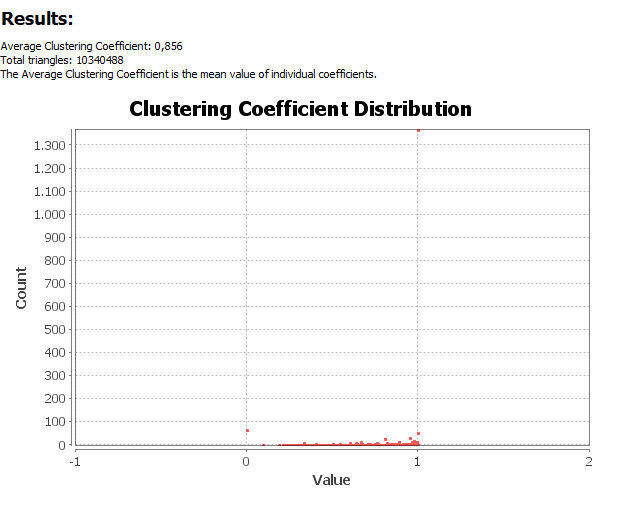 Results:
Average Clustering Coefficient: 0,856
Total triangles: 10340488
The Average Clustering Coefficient is the mean value of individual coefficients.
Clustering Coefficient Distribution
1.300
1.200
1.100
1.000
900
800
700
600
500
400
300
200
100
0
Count
-1 0 1 2
Value